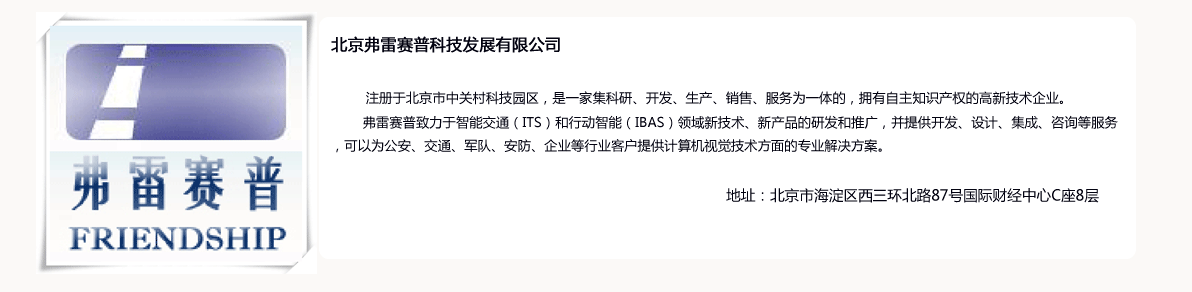 弗雷赛普
FRIENDSHIP
北京弗雷赛普科技发展有限公司
注册于北京市中关村科技园区，是一家集科研、开发、生产、销售、服务为一体的，拥有自主知识产权的高新技术企业。
弗雷赛普致力于智能交通（ITS）和行动智能（IBAS）领域新技术、新产品的研发和推广，并提供开发、设计、集成、咨询等服务
，可以为公安、交通、军队、安防、企业等行业客户提供计算机视觉技术方面的专业解决方案。
地址：北京市海淀区西三环北路87号国际财经中心C座8层